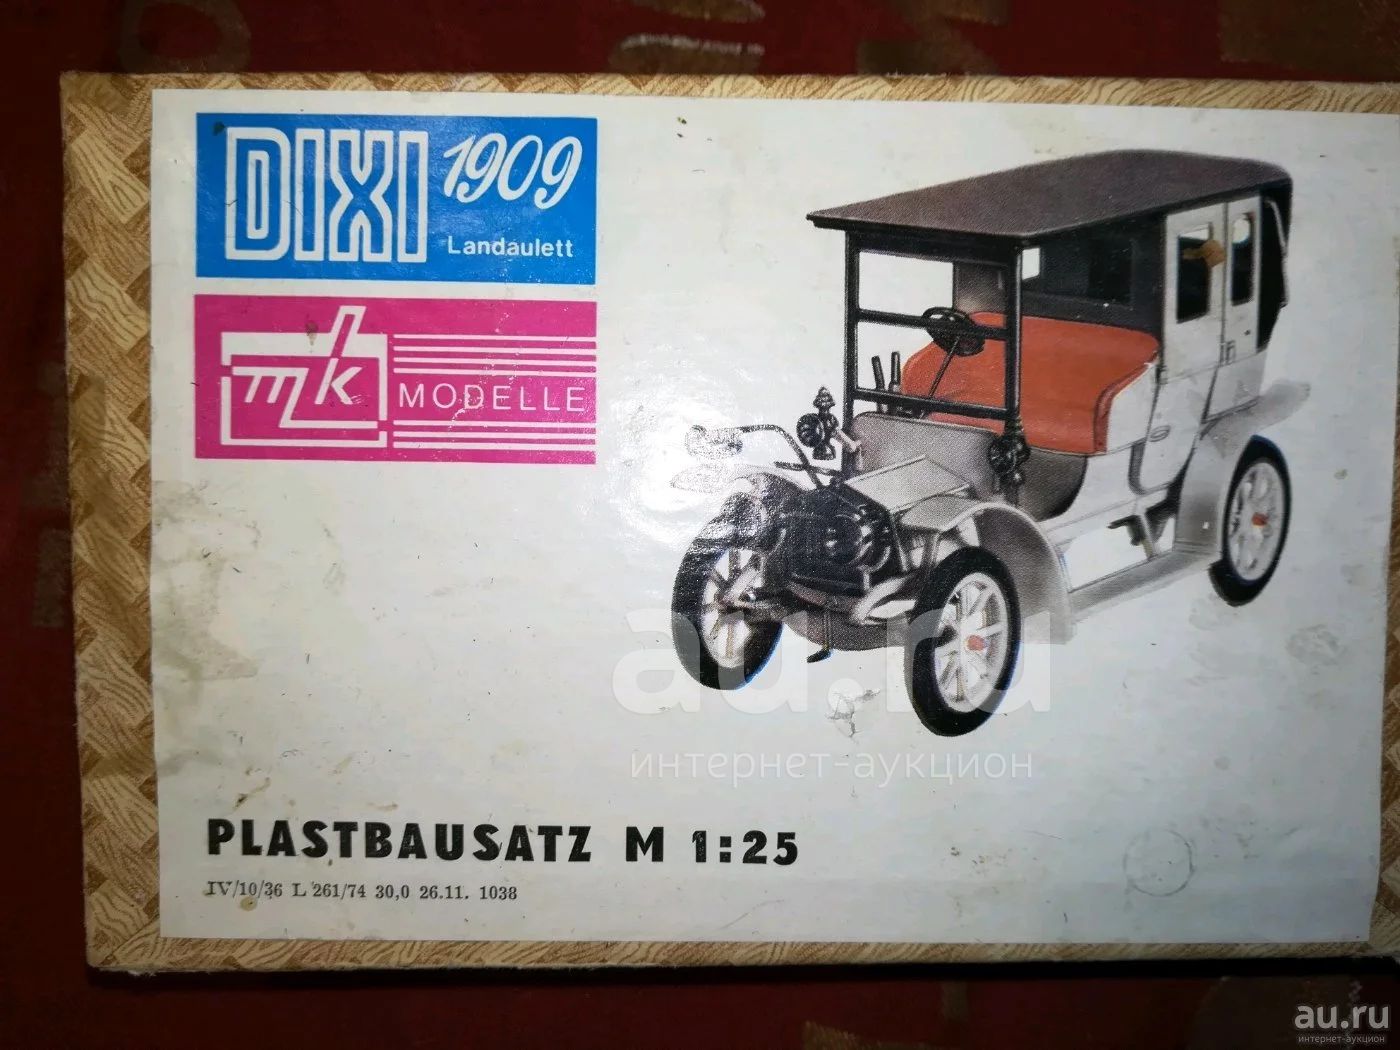 DIXI 1909
Landaulett
mk MODELLE
au.ru
интернет-аукцион
PLASTBAUSATZ M 1:25
IV/10/36 L 261/74 30,0 26.11. 1038
au.ru
интернет-аукцион